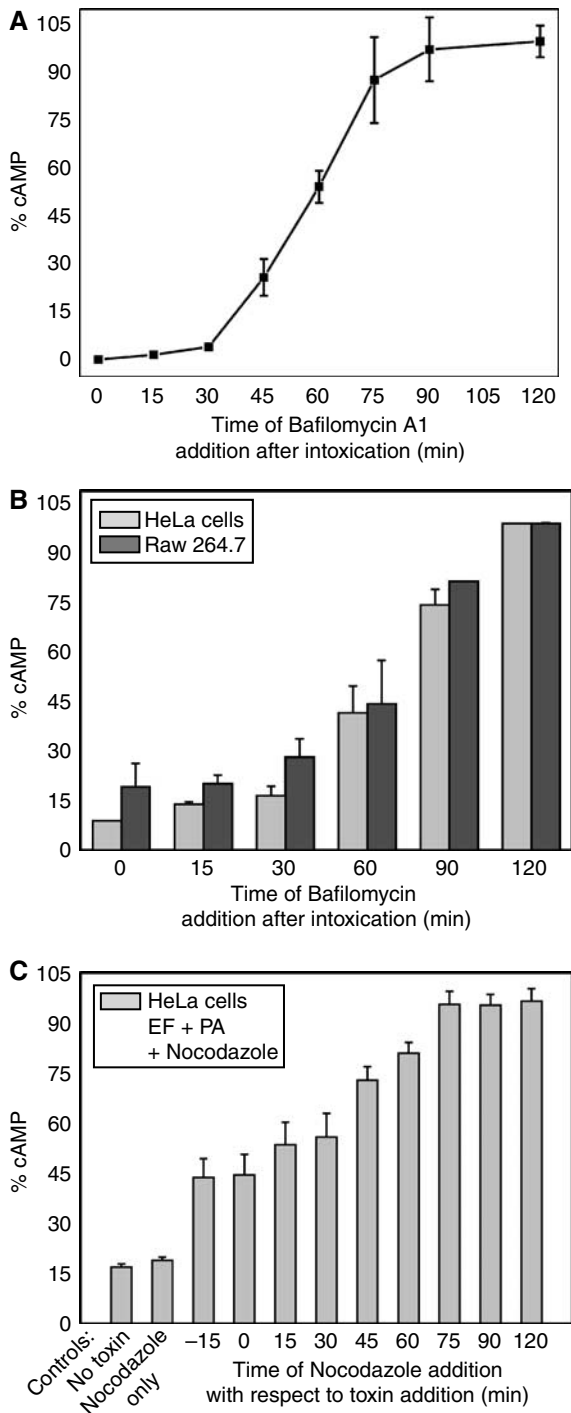 A
105
90
75
60
45
30
15
0
% cAMP
0 15 30 45 60 75 90 105 120
Time of Bafilomycin A1
addition after intoxication (min)
B
105
90
75
60
45
30
15
0
% cAMP
HeLa cells
Raw 264.7
0 15 30 60 90 120
Time of Bafilomycin
addition after intoxication (min)
C
105
90
75
60
45
30
15
0
% cAMP
HeLa cells
EF + PA
+ Nocodazole
Controls:
No toxin
Nocodazole
only
–15 0 15 30 45 60 75 90 120
Time of Nocodazole addition
with respect to toxin addition (min)